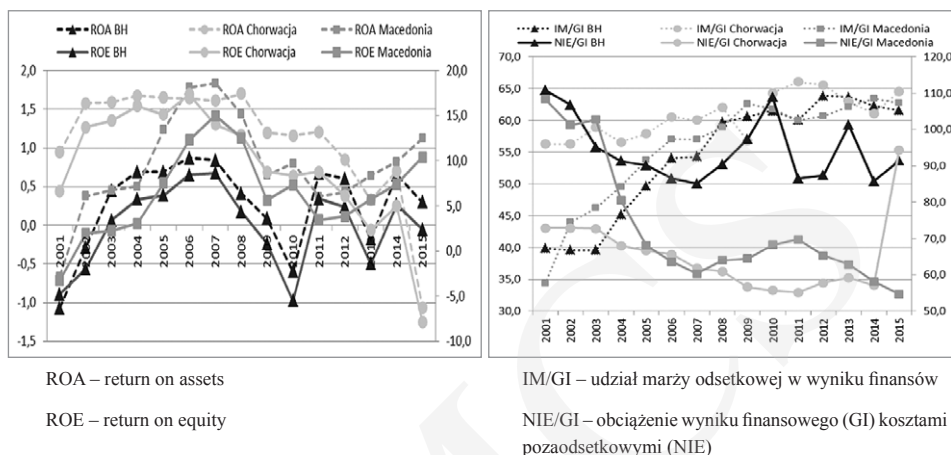 ROA BH ROA Chorwacja ROA Macedonia
ROE BH ROE Chorwacja ROE Macedonia
2,0
1,5
1,0
0,5
0,0
-0,5
-1,0
-1,5
20,0
15,0
10,0
5,0
0,0
-5,0
-10,0
2001 2002 2003 2004 2005 2006 2007 2008 2009 2010 2011 2012 2013 2014 2015
IM/GI BH IM/GI Chorwacja IM/GI Macedonia
NIE/GI BH NIE/GI Chorwacja NIE/GI Macedonia
70,0
65,0
60,0
55,0
50,0
45,0
40,0
35,0
30,0
120,0
110,0
100,0
90,0
80,0
70,0
60,0
50,0
2001 2002 2003 2004 2005 2006 2007 2008 2009 2010 2011 2012 2013 2014 2015
ROA – return on assets
ROE – return on equity
IM/GI – udział marży odsetkowej w wyniku finansów
NIE/GI – obciążenie wyniku finansowego (GI) kosztami
pozaodsetkowymi (NIE)